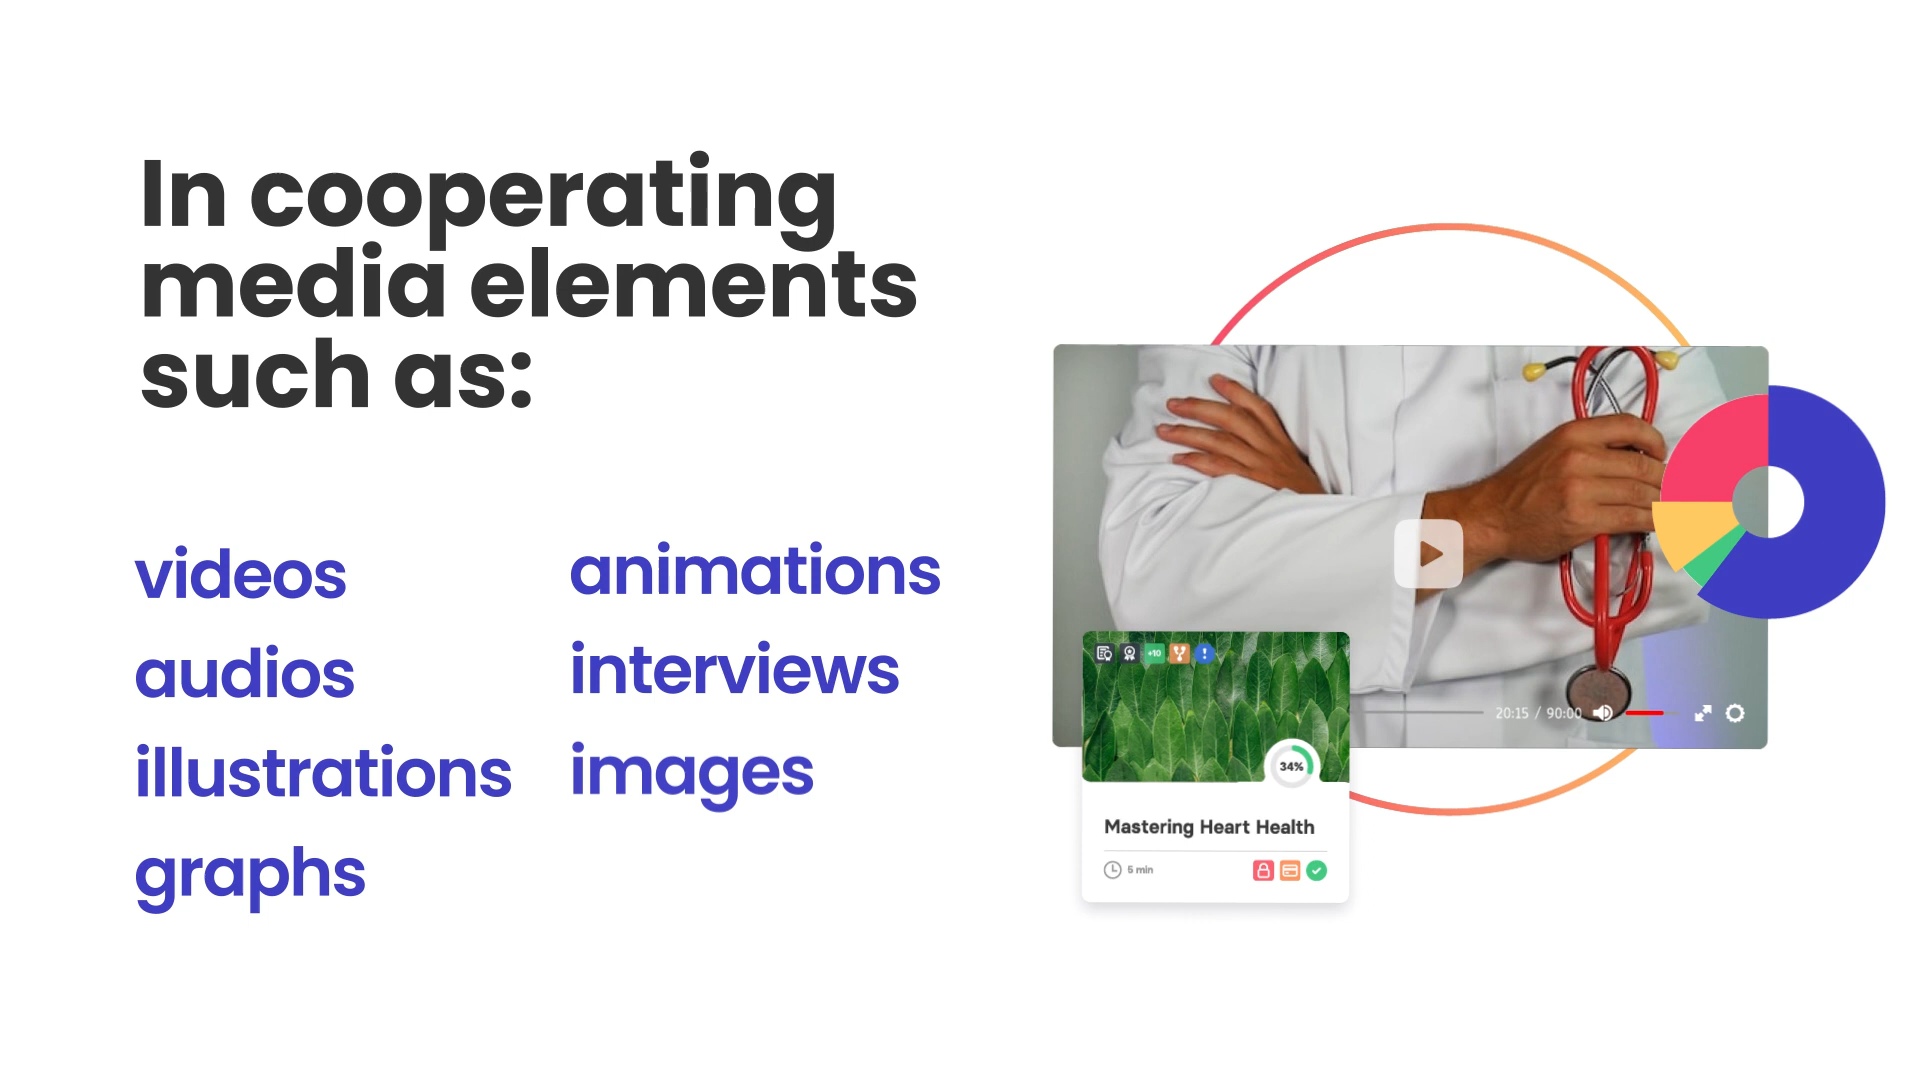 In cooperating
media elements
such as:
videos
audios
illustrations
graphs
animations
interviews
images
20:15 / 90:00
+10
34%
Mastering Heart Health
5 min